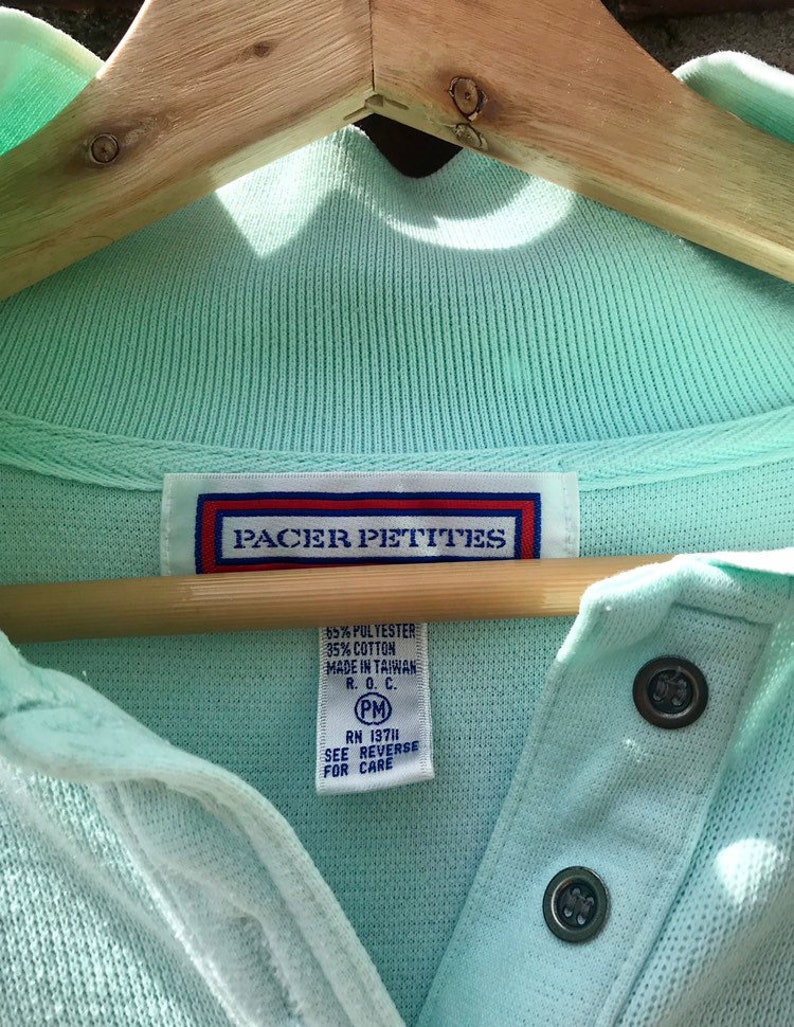 PACER PETITES
65% POLYESTER
35% COTTON
MADE IN TAIWAN
R. O. C.
PM
RN 13711
SEE REVERSE
FOR CARE